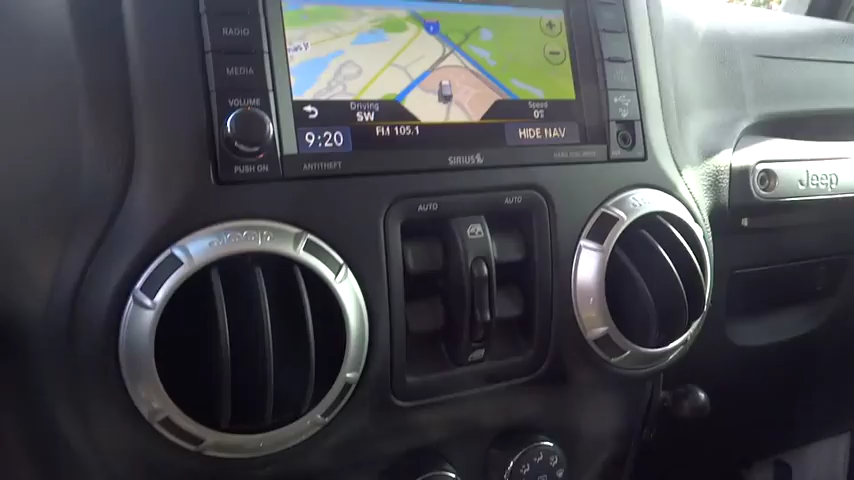 RADIO
MEDIA
VOLUME
PUSH ON
Driving
SW
Speed
0
9:20
FM 105.1
HIDE NAV
ANTITHEFT
SIRIUS
AUTO
AUTO
Jeep
Jeep